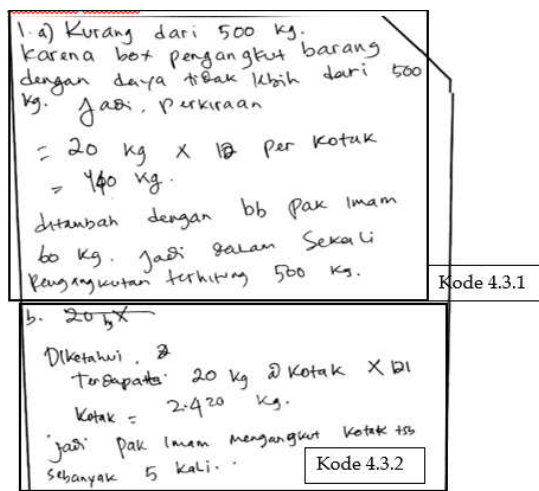 1. a) Kurang dari 500 kg.
Karena box pengangkut barang
dengan daya tidak lebih dari 500
kg. Jadi, perkiraan
= 20 kg x 12 per kotak
= 440 kg.
ditambah dengan bb pak Imam
60 kg. Jadi dalam Sekali
Pengangkutan terhitung 500 kg.
Kode 4.3.1
b. 20 kg x
Diketahui,
Terdapat 20 kg @ Kotak x 121
Kotak = 2.420 kg.
jadi Pak Imam mengangkut kotak tsb
sebanyak 5 kali.
Kode 4.3.2